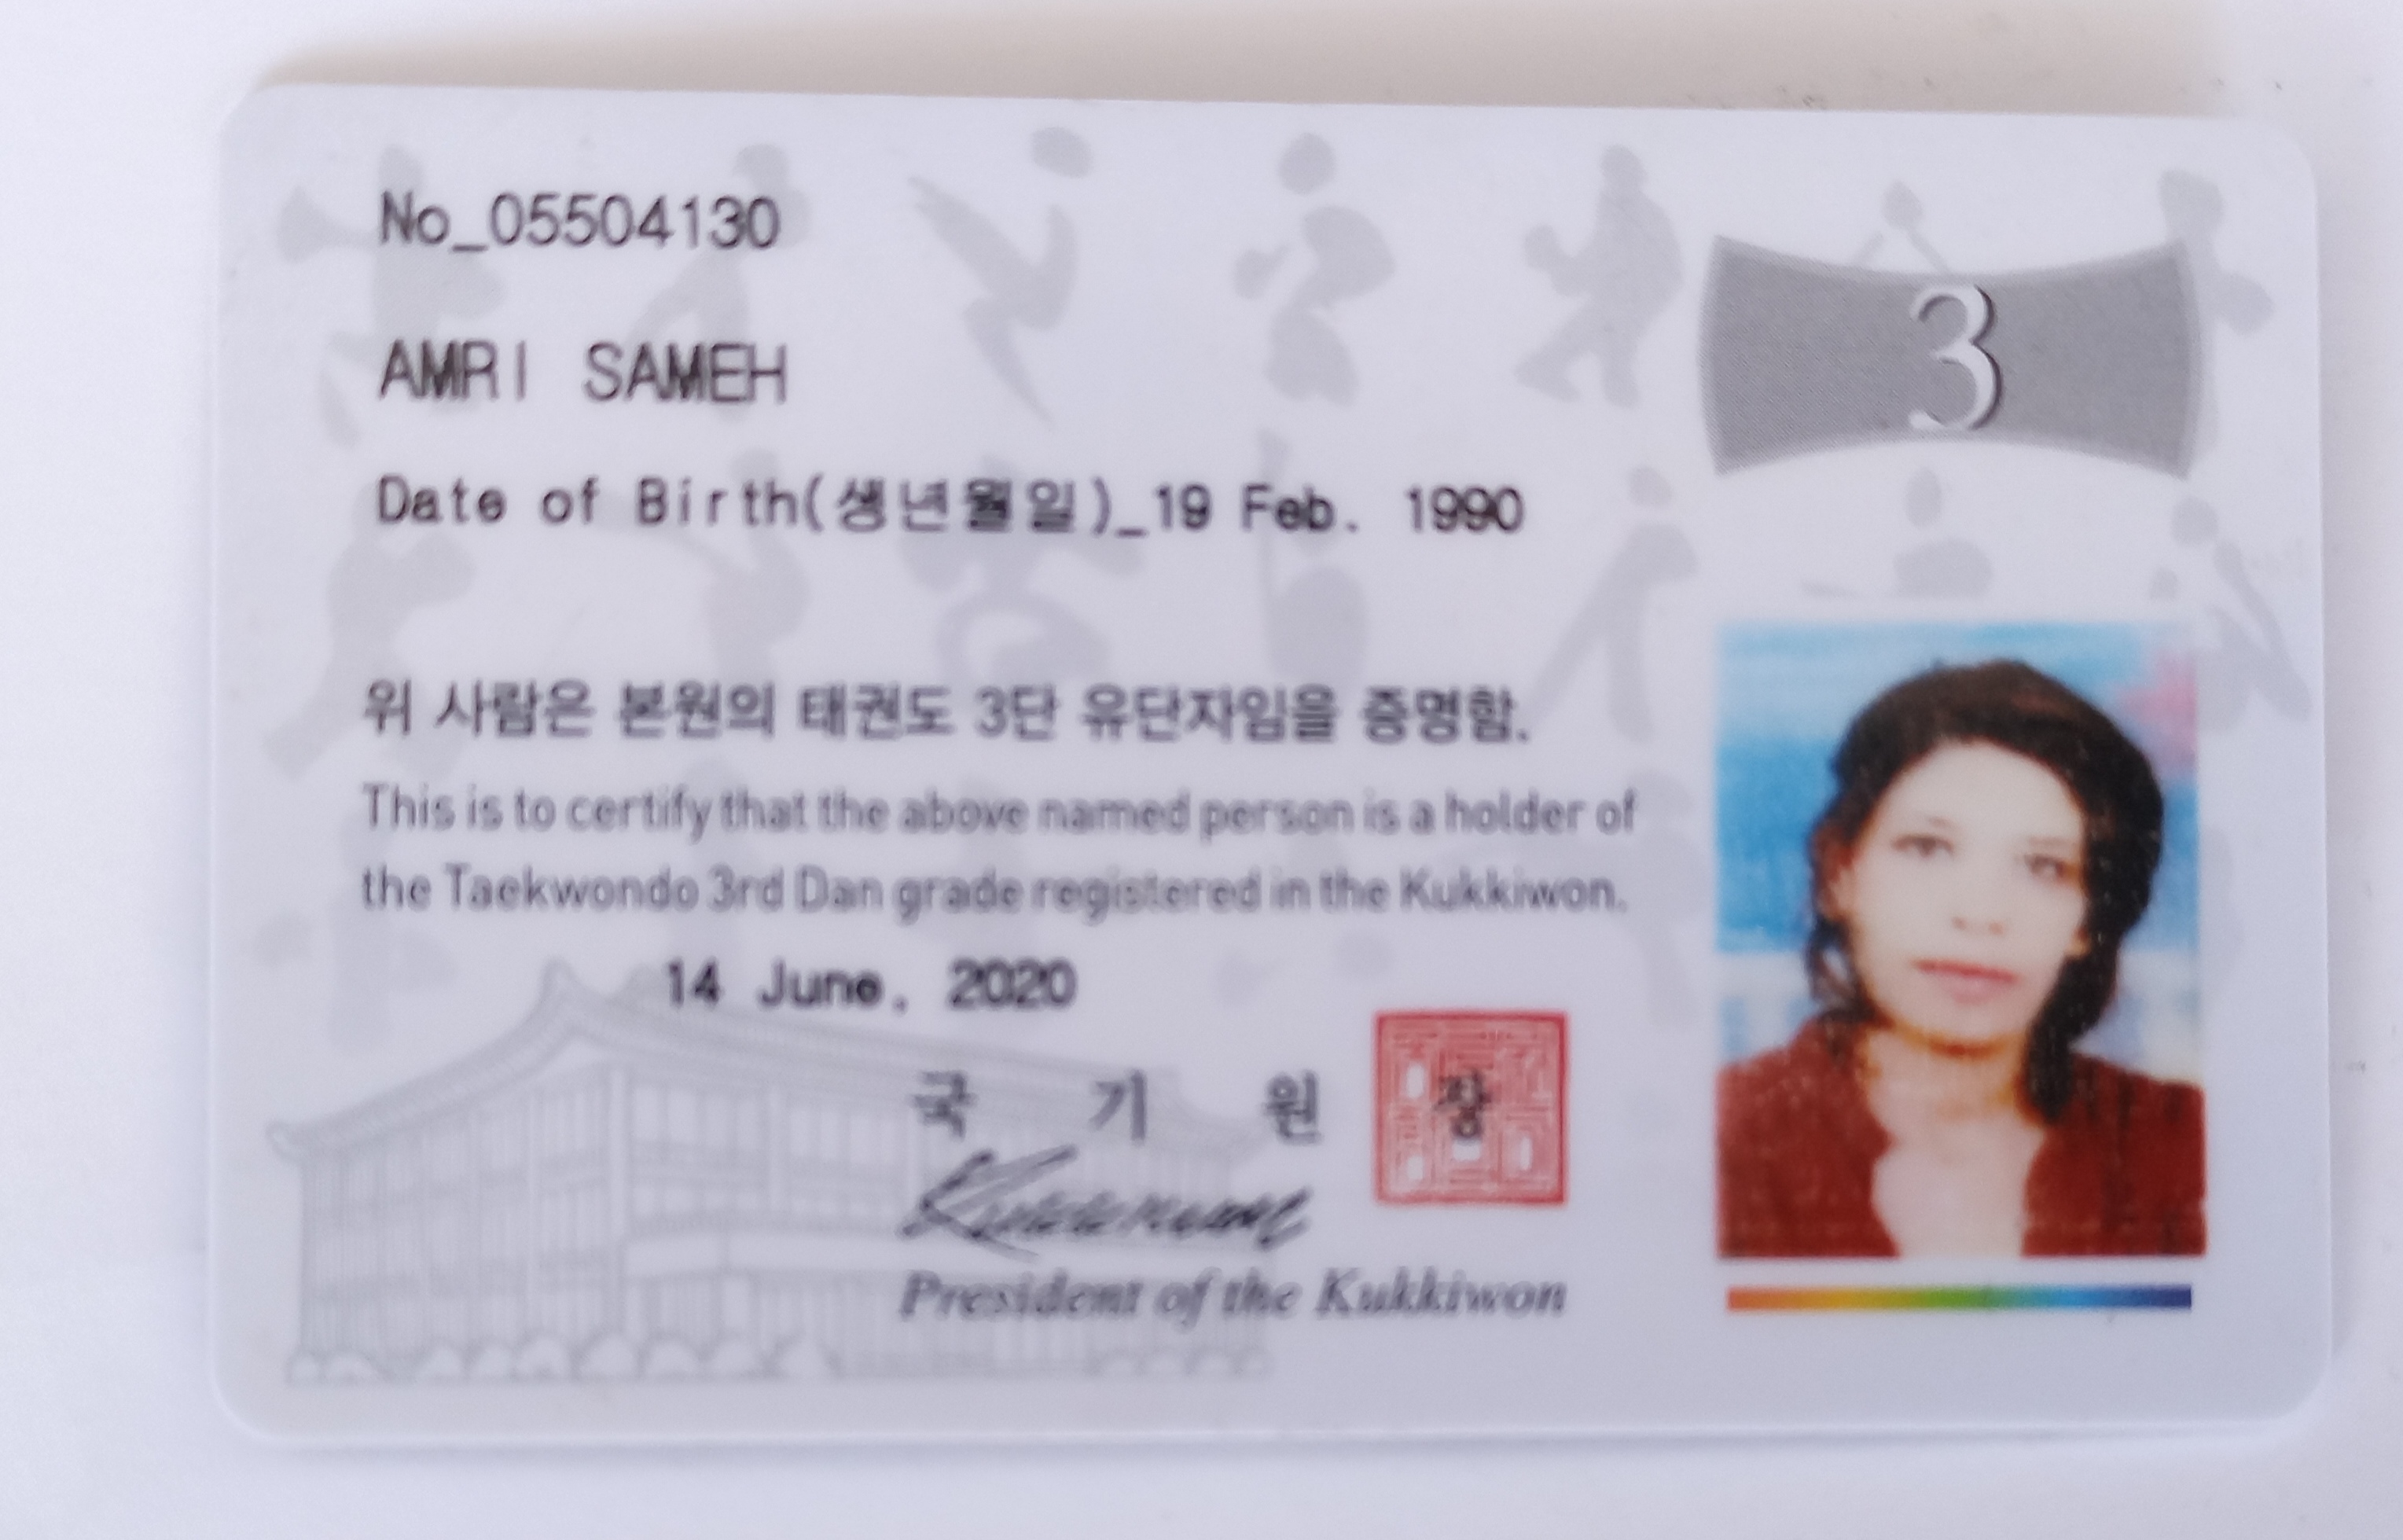 No_05504130
3
AMRI SAMEH
Date of Birth(생년월일)_19 Feb. 1990
위 사람은 본원의 태권도 3단 유단자임을 증명함.
This is to certify that the above named person is a holder of
the Taekwondo 3rd Dan grade registered in the Kukkiwon.
14 June, 2020
국 기 원 장
President of the Kukkiwon